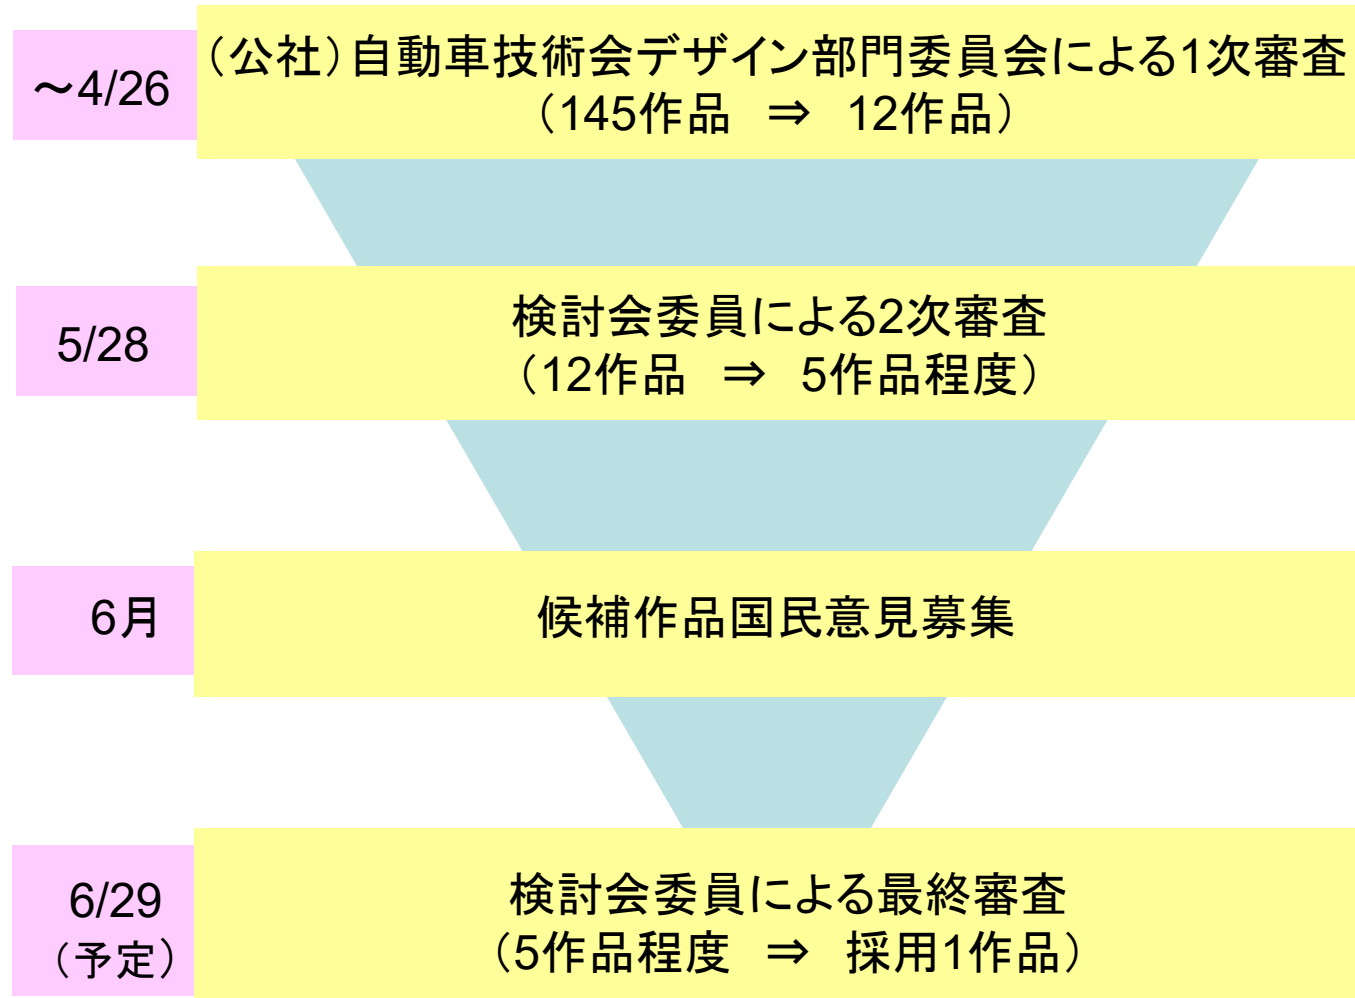 ～4/26
（公社）自動車技術会デザイン部門委員会による1次審査
（145作品　⇒　12作品）
5/28
検討会委員による2次審査
（12作品　⇒　5作品程度）
6月
候補作品国民意見募集
6/29
（予定）
検討会委員による最終審査
（5作品程度　⇒　採用1作品）